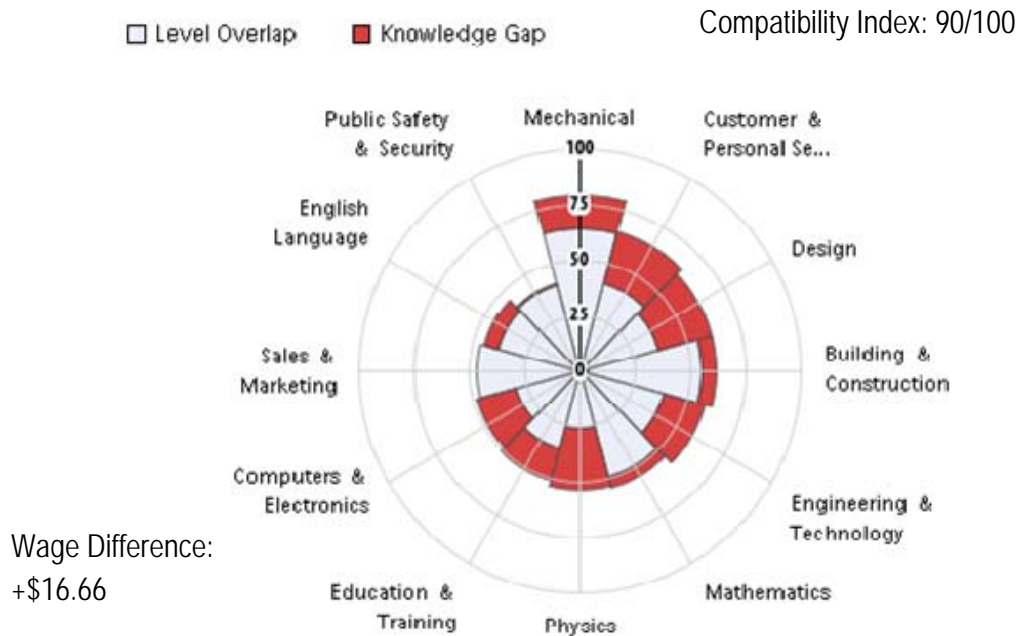 Level Overlap Knowledge Gap
Compatibility Index: 90/100
Mechanical
Customer &
Personal Se...
Design
Building &
Construction
Engineering &
Technology
Mathematics
Physics
Education &
Training
Computers &
Electronics
Sales &
Marketing
English
Language
Public Safety
& Security
100
75
50
25
0
Wage Difference:
+$16.66